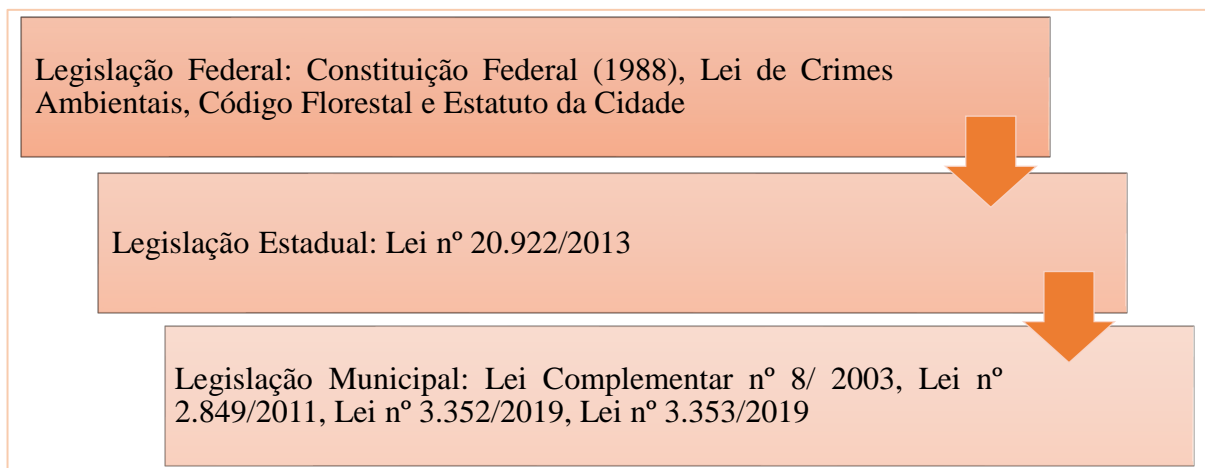 Legislação Federal: Constituição Federal (1988), Lei de Crimes
Ambientais, Código Florestal e Estatuto da Cidade
Legislação Estadual: Lei nº 20.922/2013
Legislação Municipal: Lei Complementar nº 8/ 2003, Lei nº
2.849/2011, Lei nº 3.352/2019, Lei nº 3.353/2019